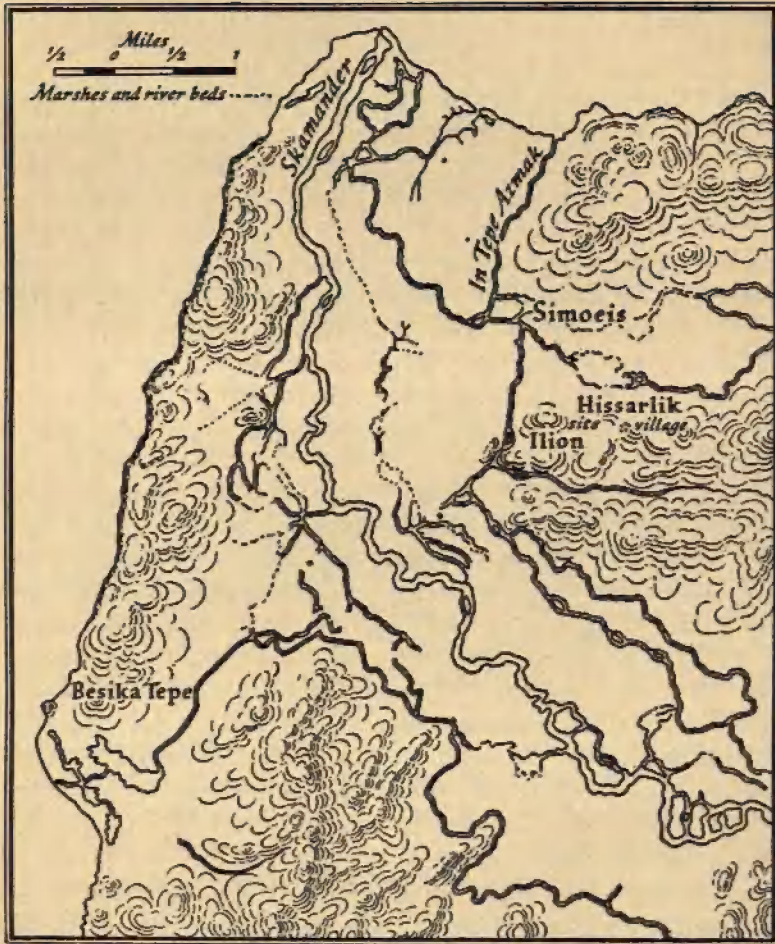 Miles
1/2 0 1/2 1
Marshes and river beds
Skamander
In Tepe Azmak
Simoeis
Hissarlik
site village
Ilion
Besika Tepe